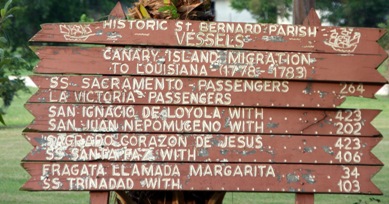 HISTORIC ST. BERNARD PARISH
VESSELS
CANARY ISLAND MIGRATION
TO LOUISIANA (1778-1783)
SS SACRAMENTO - PASSENGERS 264
LA VICTORIA - PASSENGERS
SAN IGNACIO DE LOYOLA WITH 423
SAN JUAN NEPOMUCENO WITH 202
SAGRADO CORAZON DE JESUS 423
SS SANTA FAZ WITH 406
FRAGATA LLAMADA MARGARITA 34
SS TRINADAD WITH 103